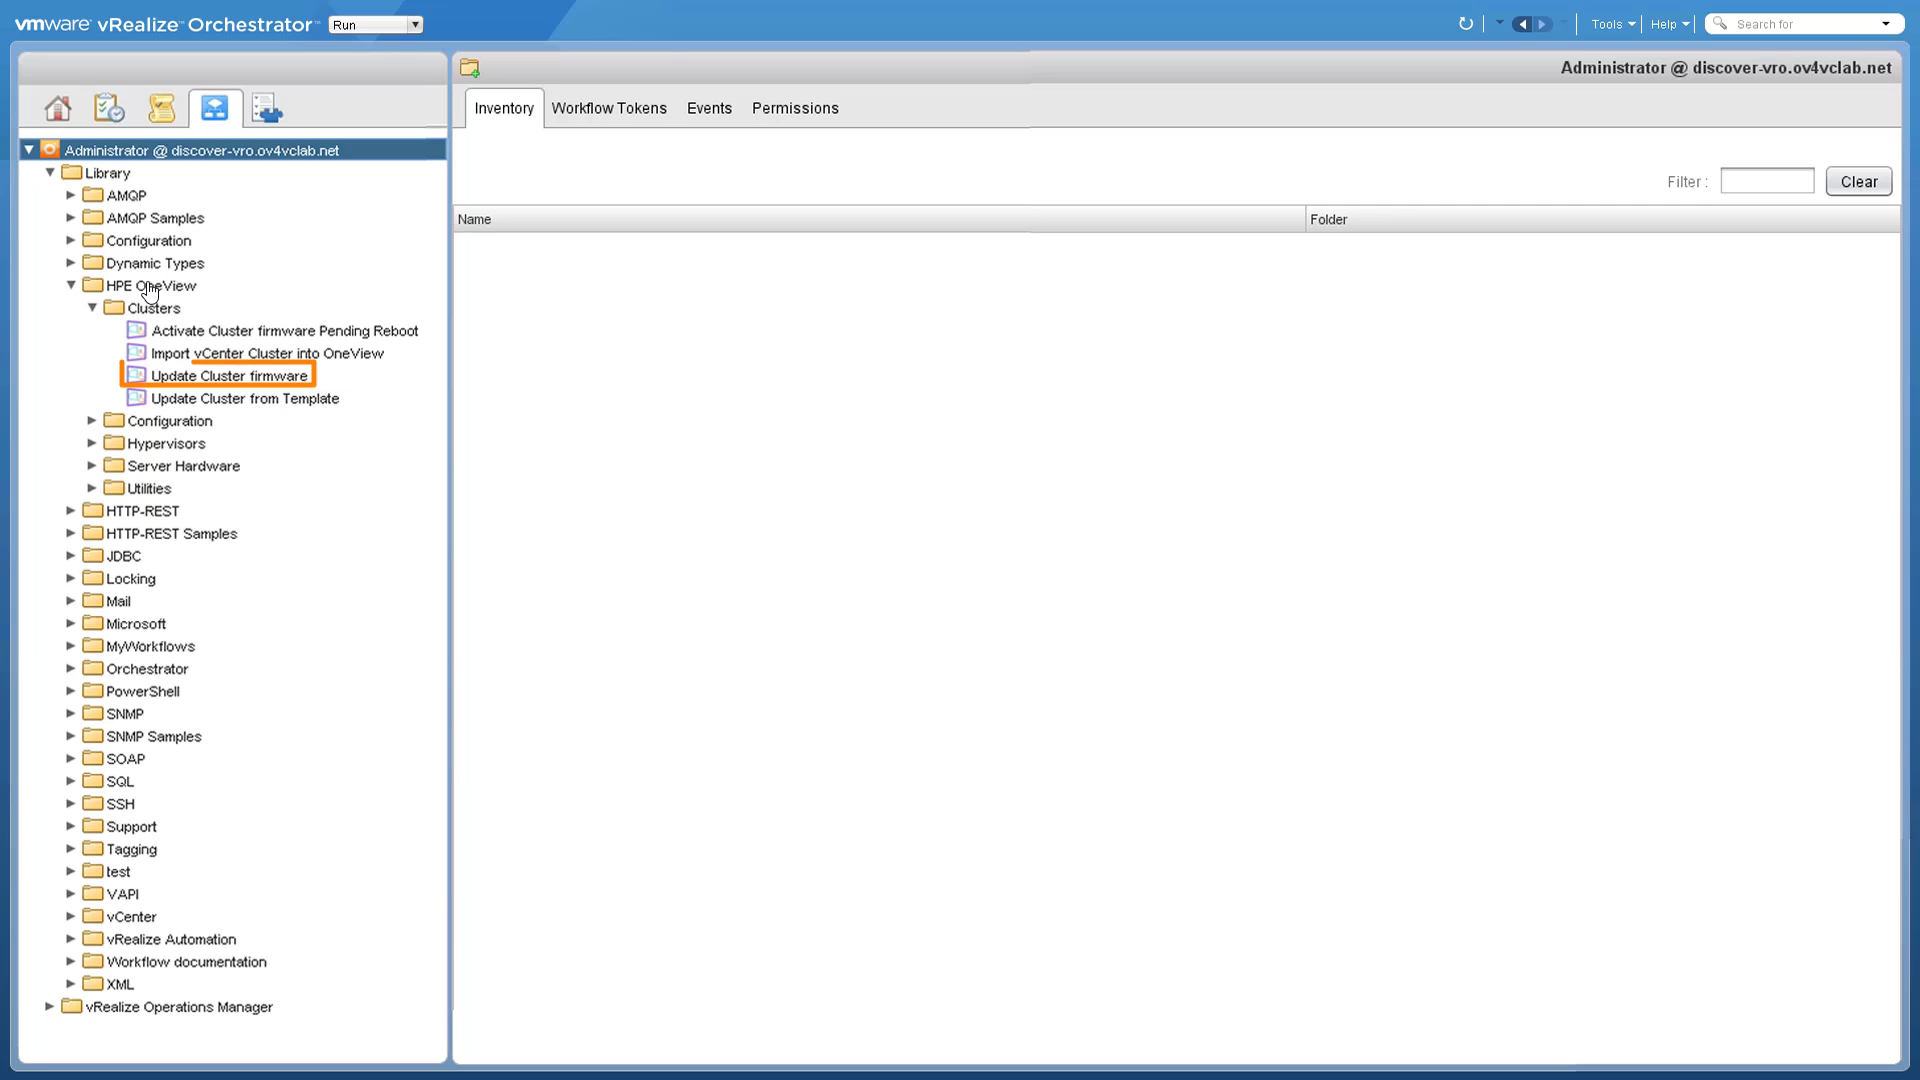 vmware vRealize Orchestrator Run Tools Help Search for
Administrator @ discover-vro.ov4vclab.net
Inventory Workflow Tokens Events Permissions
Administrator @ discover-vro.ov4vclab.net
Library
AMQP
AMQP Samples
Configuration
Dynamic Types
HPE OneView
Clusters
Activate Cluster firmware Pending Reboot
Import vCenter Cluster into OneView
Update Cluster firmware
Update Cluster from Template
Configuration
Hypervisors
Server Hardware
Utilities
HTTP-REST
HTTP-REST Samples
JDBC
Locking
Mail
Microsoft
MyWorkflows
Orchestrator
PowerShell
SNMP
SNMP Samples
SOAP
SQL
SSH
Support
Tagging
test
VAPI
vCenter
vRealize Automation
Workflow documentation
XML
vRealize Operations Manager
Filter : Clear
Name Folder